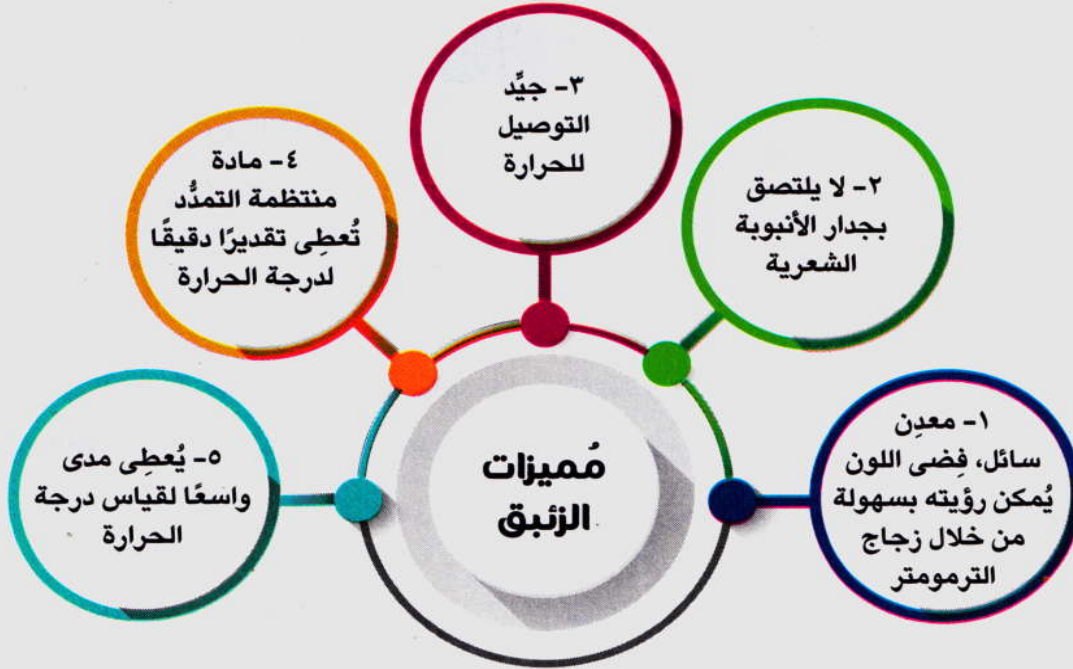 مُميزات
الزئبق
١- معدِن
سائل، فِضى اللون
يُمكن رؤيته بسهولة
من خلال زجاج
الترمومتر
٢- لا يلتصق
بجدار الأنبوبة
الشعرية
٣- جيِّد
التوصيل
للحرارة
٤- مادة
منتظمة التمدُّد
تُعطِى تقديرًا دقيقًا
لدرجة الحرارة
٥- يُعطِى مدى
واسعًا لقياس درجة
الحرارة